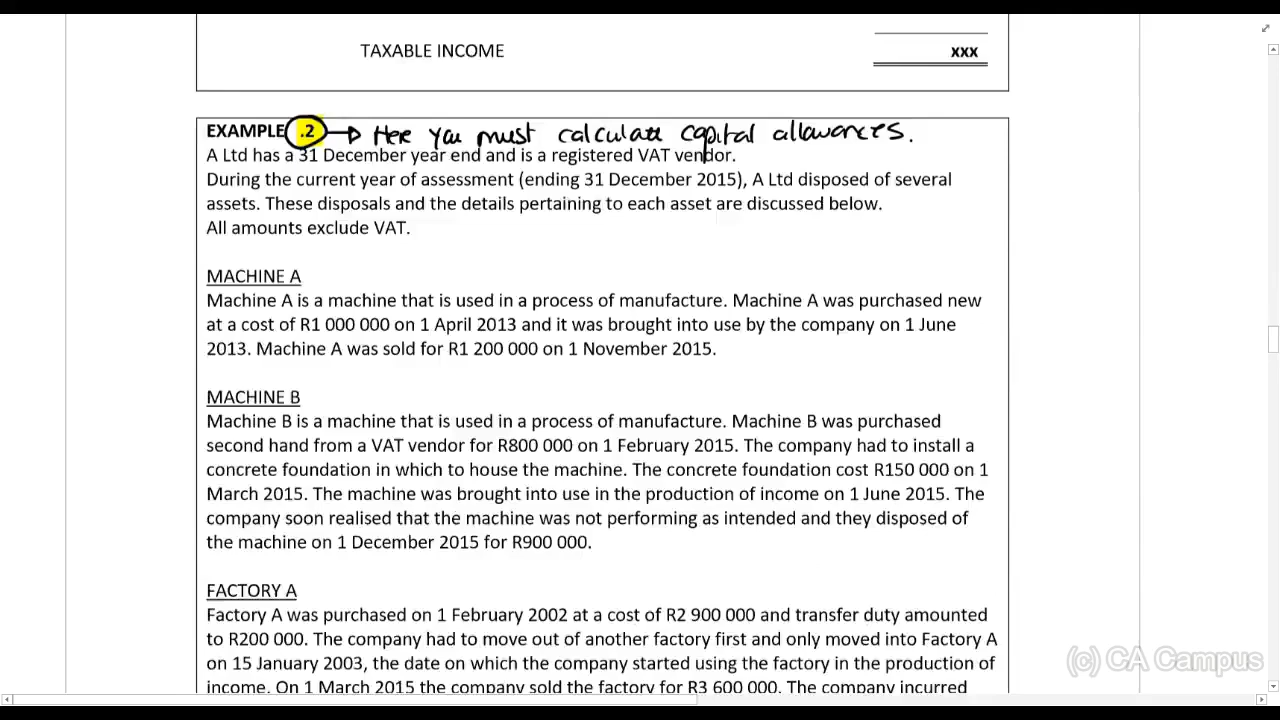 TAXABLE INCOME xxx
EXAMPLE .2 Here you must calculate capital allowances.
A Ltd has a 31 December year end and is a registered VAT vendor.
During the current year of assessment (ending 31 December 2015), A Ltd disposed of several
assets. These disposals and the details pertaining to each asset are discussed below.
All amounts exclude VAT.
MACHINE A
Machine A is a machine that is used in a process of manufacture. Machine A was purchased new
at a cost of R1 000 000 on 1 April 2013 and it was brought into use by the company on 1 June
2013. Machine A was sold for R1 200 000 on 1 November 2015.
MACHINE B
Machine B is a machine that is used in a process of manufacture. Machine B was purchased
second hand from a VAT vendor for R800 000 on 1 February 2015. The company had to install a
concrete foundation in which to house the machine. The concrete foundation cost R150 000 on 1
March 2015. The machine was brought into use in the production of income on 1 June 2015. The
company soon realised that the machine was not performing as intended and they disposed of
the machine on 1 December 2015 for R900 000.
FACTORY A
Factory A was purchased on 1 February 2002 at a cost of R2 900 000 and transfer duty amounted
to R200 000. The company had to move out of another factory first and only moved into Factory A
on 15 January 2003, the date on which the company started using the factory in the production of
income. On 1 March 2015 the company sold the factory for R3 600 000. The company incurred
(c) CA Campus